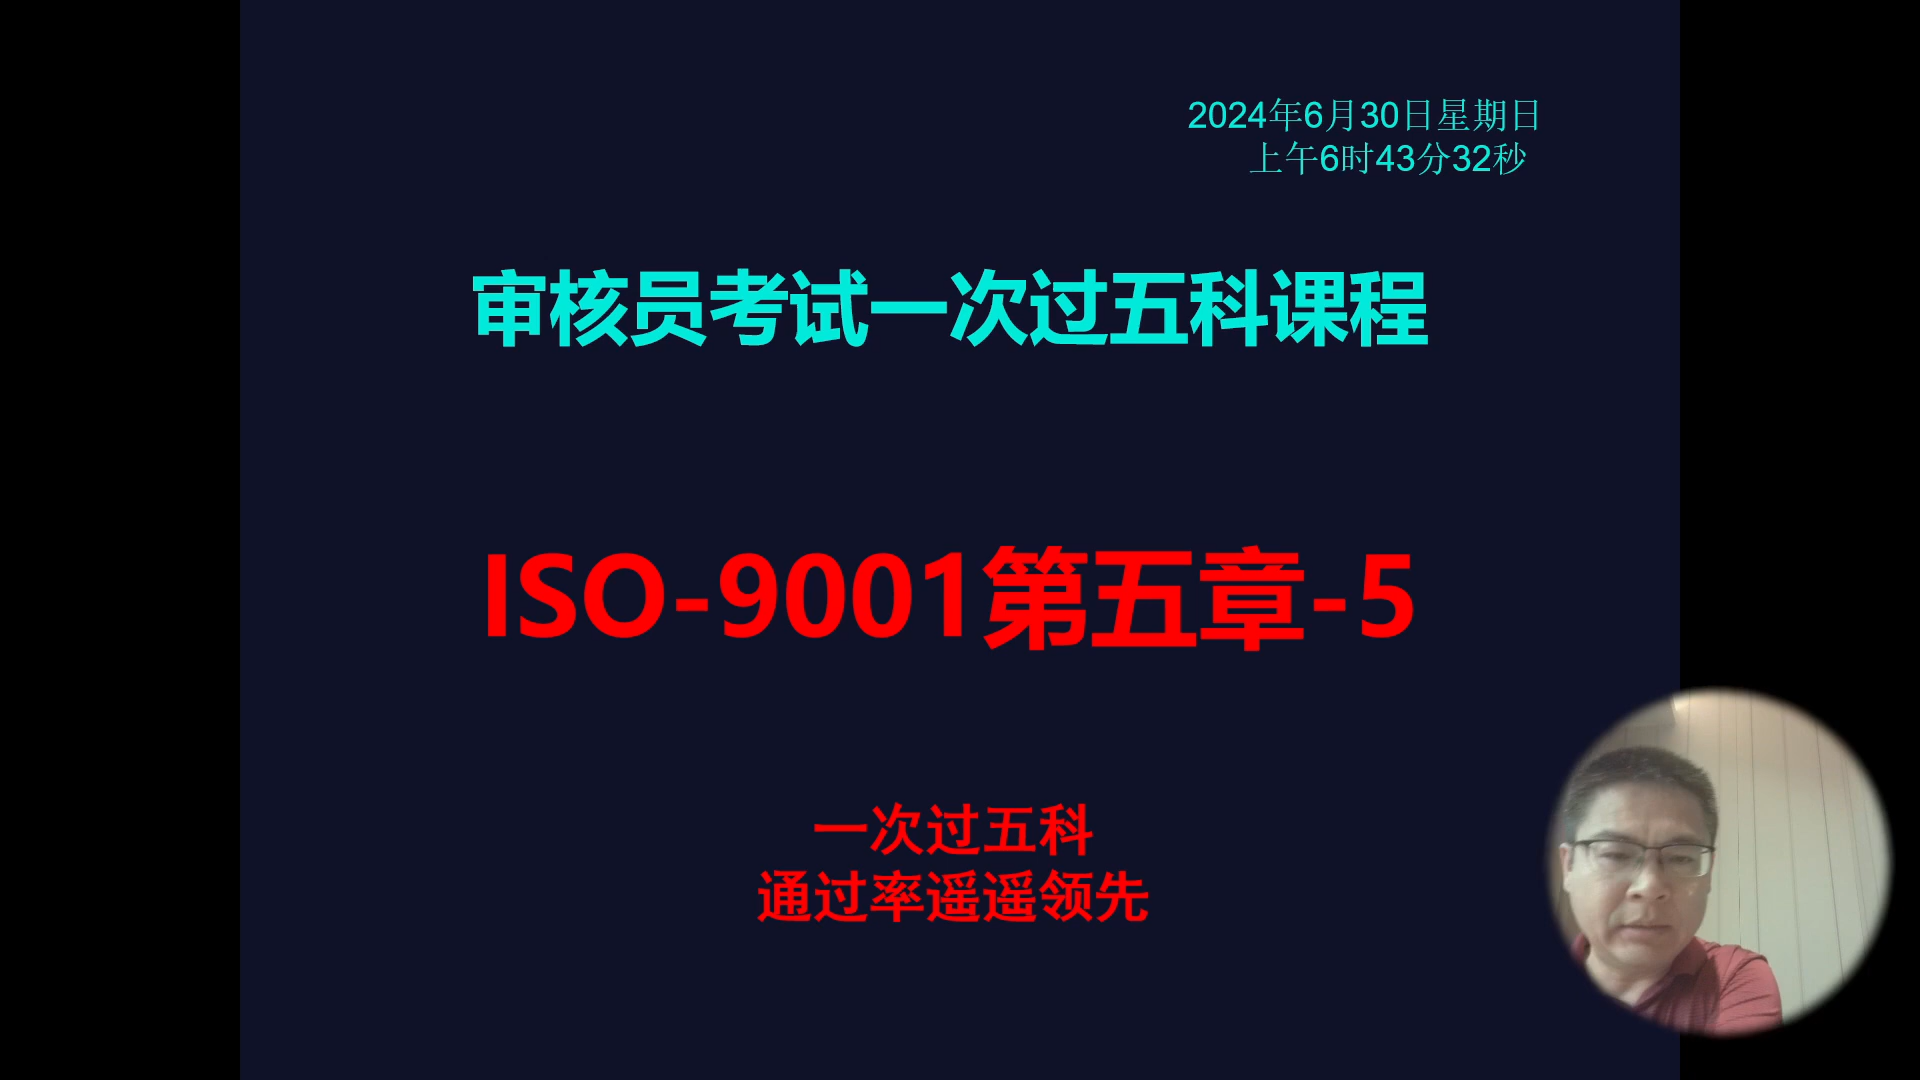 2024年6月30日星期日
上午6时43分32秒
审核员考试一次过五科课程
ISO-9001第五章-5
一次过五科
通过率遥遥领先